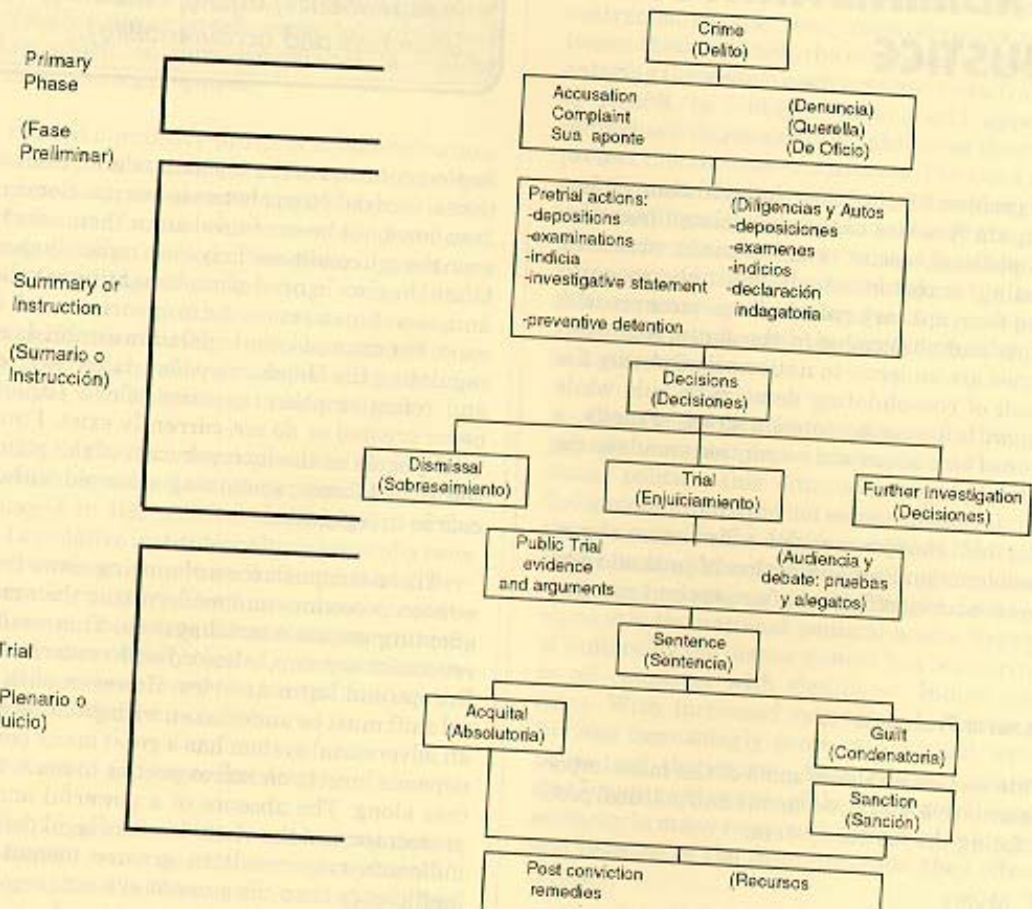 USTICE
Primary
Phase
(Fase
Preliminar)
Summary or
Instruction
(Sumario o
Instrucción)
Trial
Plenario o
uicio)
Crime
(Delito)
Accusation (Denuncia)
Complaint (Querella)
Sua aponte (De Oficio)
Pretrial actions: (Diligencias y Autos
-depositions -deposiciones
-examinations -examenes
-indicia -indicios
-investigative statement -declaración
indagatoria
-preventive detention
Decisions
(Decisiones)
Dismissal
(Sobreseimiento)
Trial
(Enjuiciamiento)
Further Investigation
(Decisiones)
Public Trial (Audiencia y
evidence debate: pruebas
and arguments y alegatos)
Sentence
(Sentencia)
Acquital
(Absolutoria)
Guilt
(Condenatoria)
Sanction
(Sanción)
Post conviction (Recursos
remedies